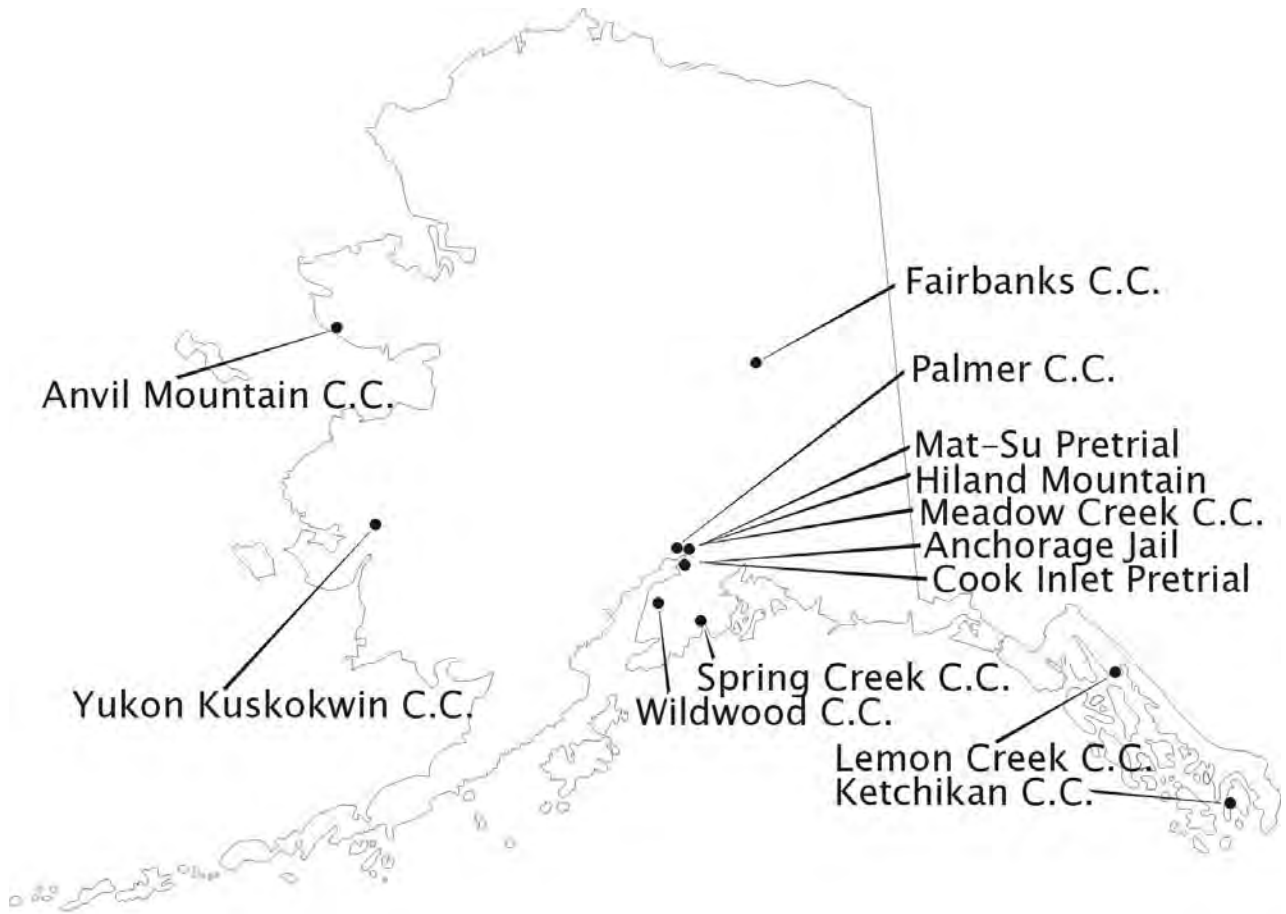 Fairbanks C.C.
Palmer C.C.
Anvil Mountain C.C.
Mat-Su Pretrial
Hiland Mountain
Meadow Creek C.C.
Anchorage Jail
Cook Inlet Pretrial
Spring Creek C.C.
Yukon Kuskokwin C.C.
Wildwood C.C.
Lemon Creek C.C.
Ketchikan C.C.